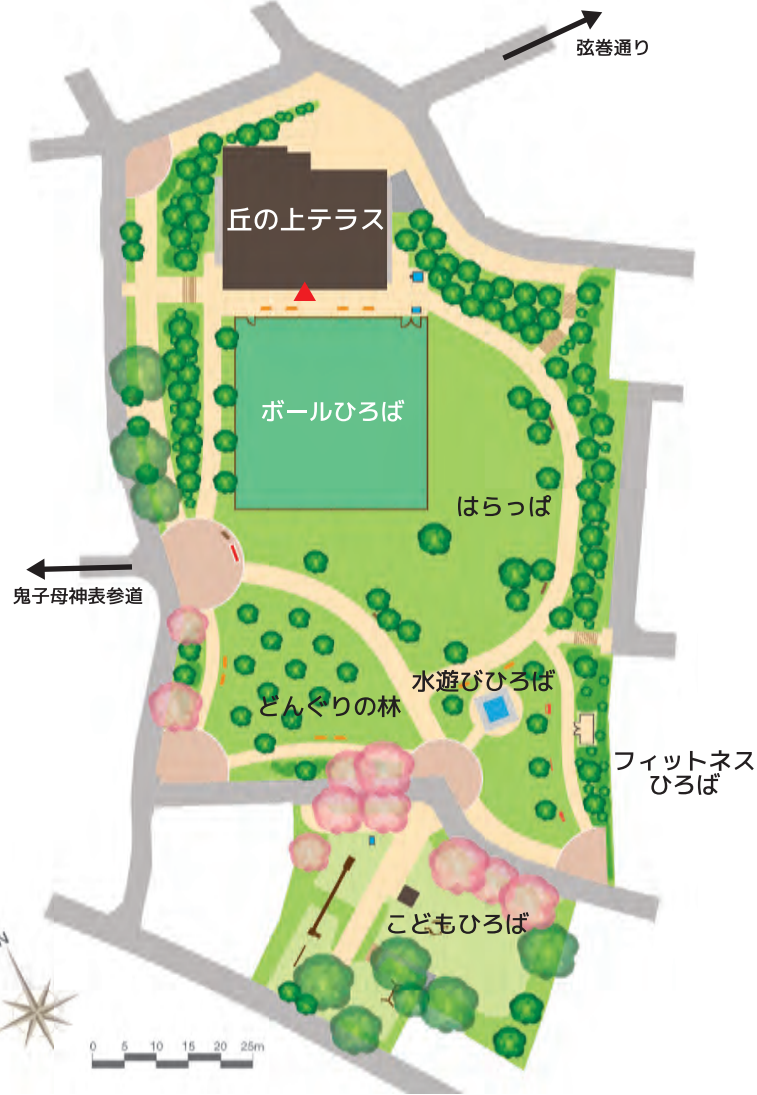 弦巻通り
丘の上テラス
ボールひろば
はらっぱ
鬼子母神表参道
水遊びひろば
どんぐりの林
フィットネス
ひろば
こどもひろば
N
0 5 10 15 20 25m